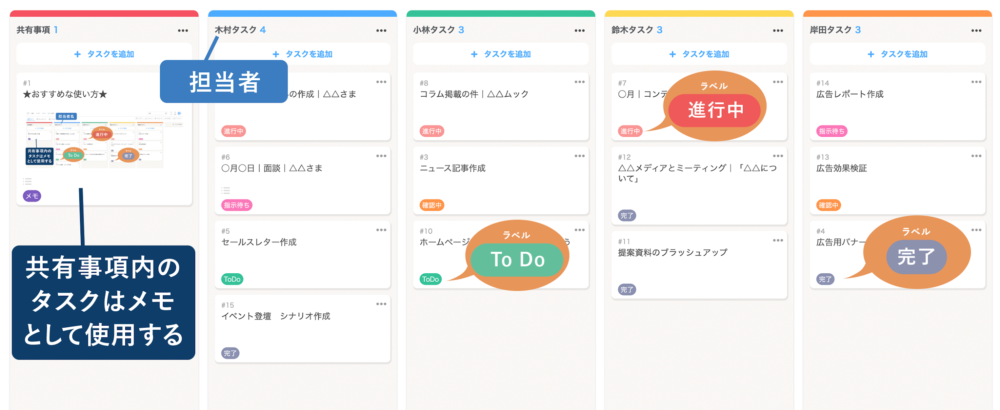 共有事項 1
タスクを追加
#1
★おすすめな使い方★
担当者名
ラベル
進行中
共有事項内の
タスクはメモ
として使用する
ラベル
To Do
ラベル
完了
メモ
共有事項内の
タスクはメモ
として使用する
木村タスク 4
タスクを追加
担当者
の作成｜△△さま
#6
〇月〇日｜面談｜△△さま
指示待ち
#5
セールスレター作成
ToDo
#15
イベント登壇　シナリオ作成
完了
進行中
小林タスク 3
タスクを追加
#8
コラム掲載の件｜△△ムック
進行中
#3
ニュース記事作成
確認中
#10
ホームページ
う
ラベル
To Do
ToDo
鈴木タスク 3
タスクを追加
#7
〇月｜コンテ
ラベル
進行中
進行中
#12
△△メディアとミーティング｜「△△につ
いて」
完了
#11
提案資料のブラッシュアップ
完了
岸田タスク 3
タスクを追加
#14
広告レポート作成
指示待ち
#13
広告効果検証
確認中
#4
広告用バナー
ラベル
完了
完了